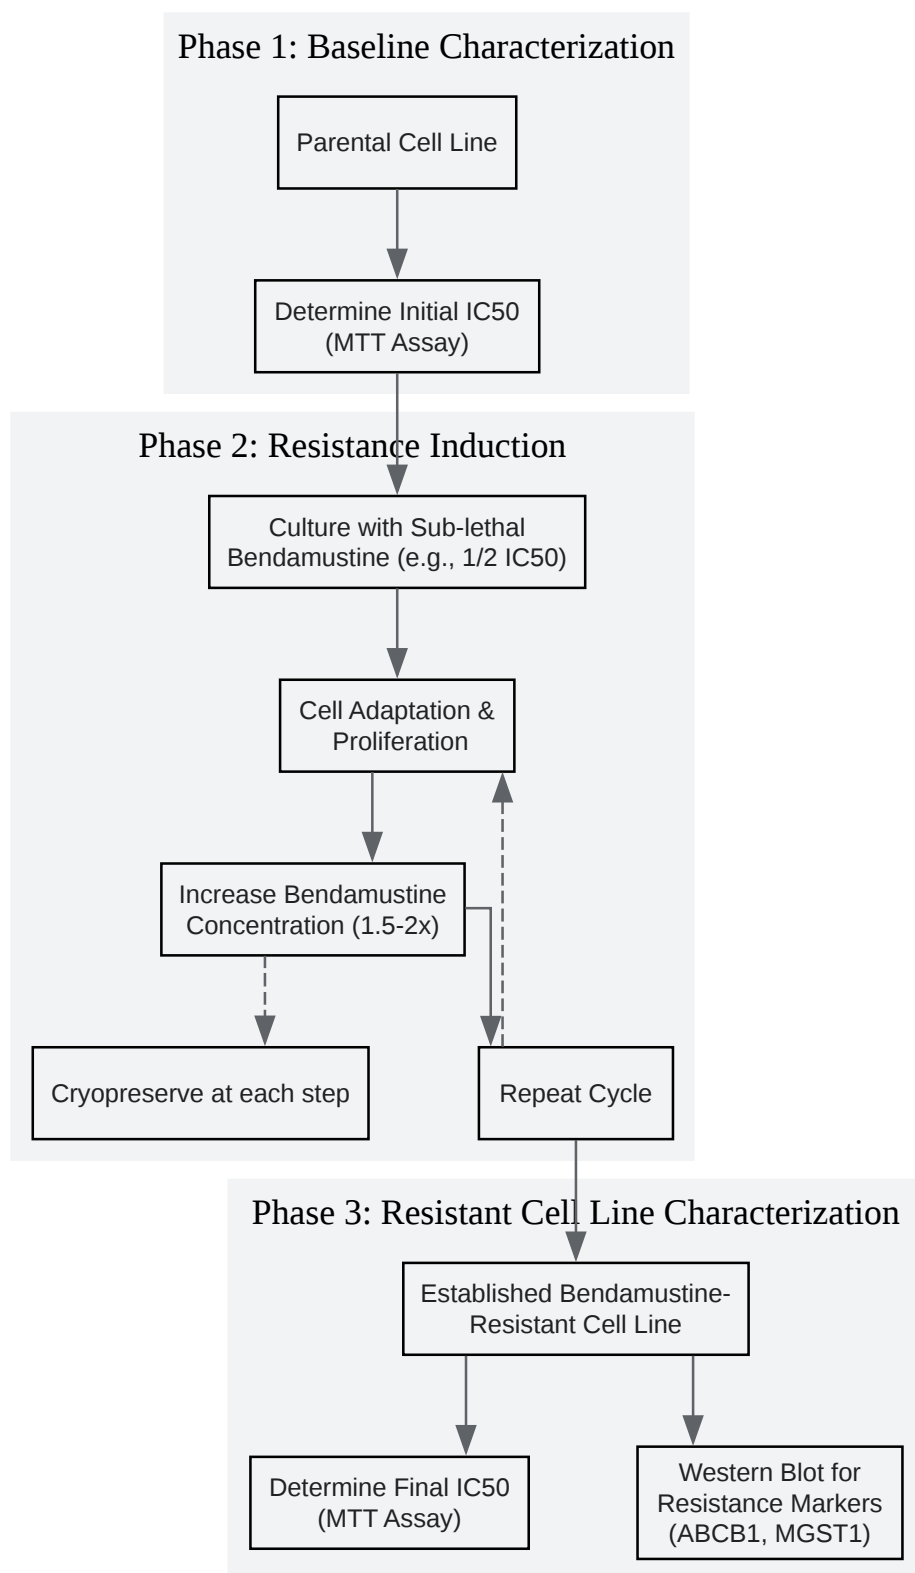 Phase 1: Baseline Characterization
Parental Cell Line
Determine Initial IC50
(MTT Assay)
Phase 2: Resistance Induction
Culture with Sub-lethal
Bendamustine (e.g., 1/2 IC50)
Cell Adaptation &
Proliferation
Increase Bendamustine
Concentration (1.5-2x)
Cryopreserve at each step
Repeat Cycle
Phase 3: Resistant Cell Line Characterization
Established Bendamustine-
Resistant Cell Line
Determine Final IC50
(MTT Assay)
Western Blot for
Resistance Markers
(ABCB1, MGST1)